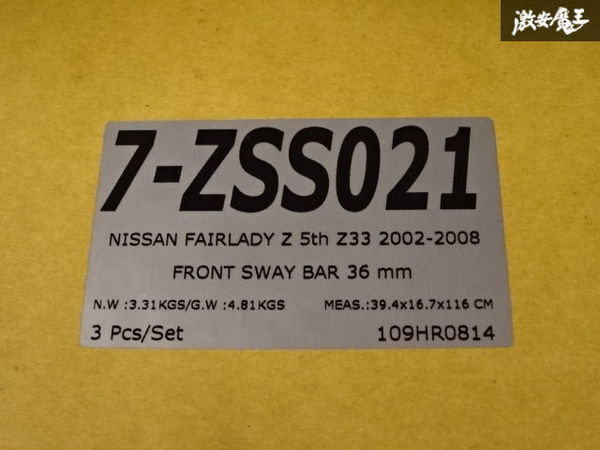 激安魔王
7-ZSS021
NISSAN FAIRLADY Z 5th Z33 2002-2008
FRONT SWAY BAR 36 mm
N.W :3.31KGS/G.W :4.81KGS MEAS.:39.4x16.7x116 CM
3 Pcs/Set 109HR0814